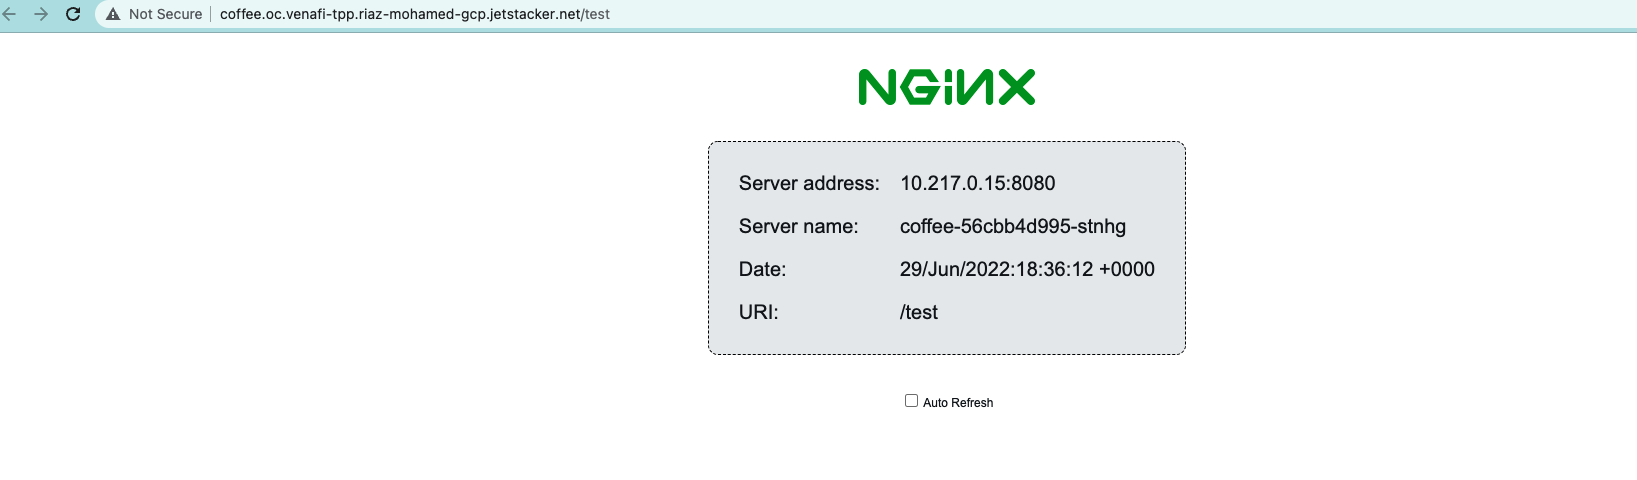 Not Secure coffee.oc.venafi-tpp.riaz-mohamed-gcp.jetstacker.net/test
NGINX
Server address: 10.217.0.15:8080
Server name: coffee-56cbb4d995-stnhg
Date: 29/Jun/2022:18:36:12 +0000
URI: /test
Auto Refresh